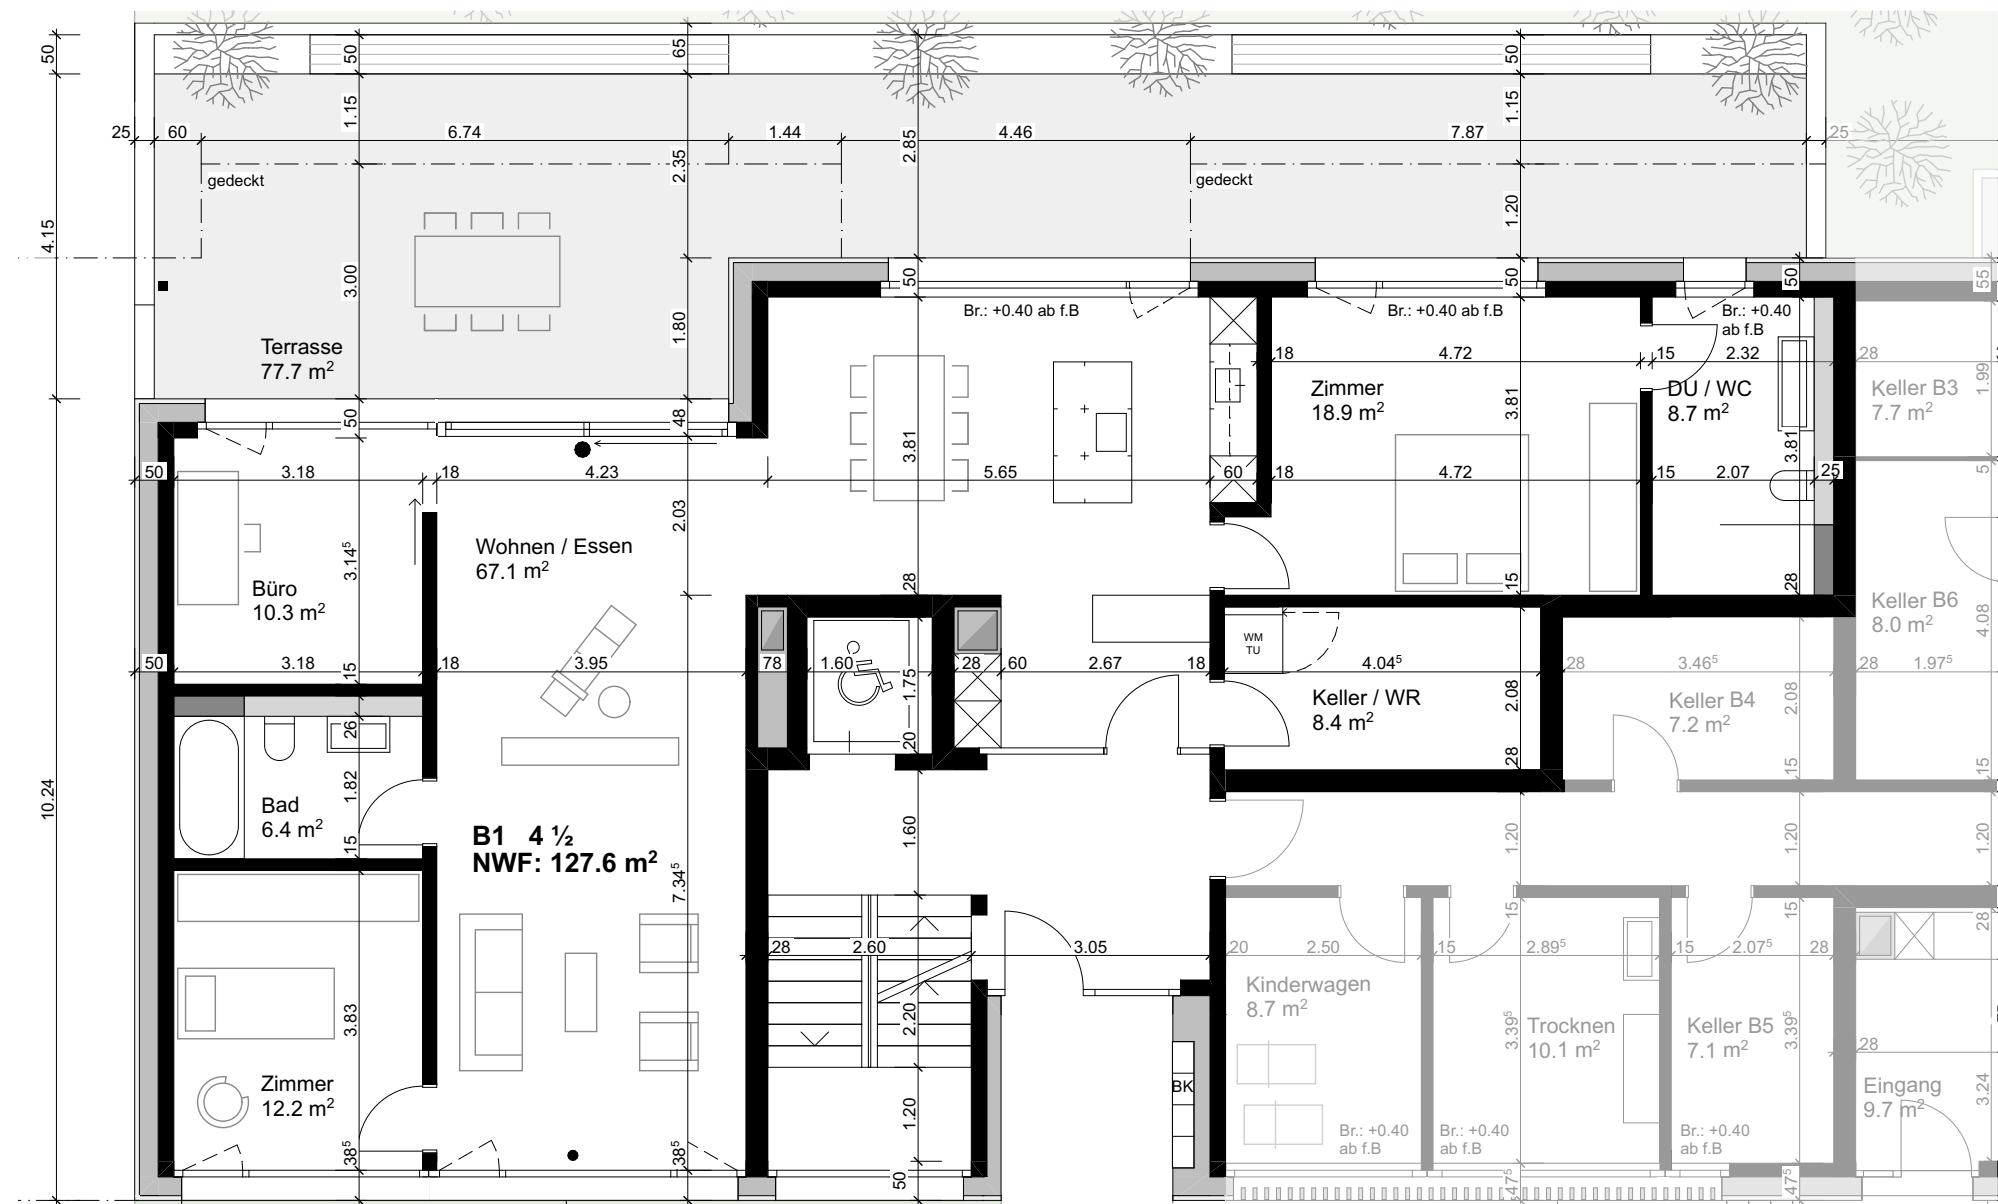 50
50
65
50
1.15
2.85
1.15
25
60
6.74
1.44
4.46
7.87
25
2.35
gedeckt
gedeckt
1.20
4.15
3.00
50
50
50
55
Br.: +0.40 ab f.B
Br.: +0.40 ab f.B
Br.: +0.40
ab f.B
1.80
Terrasse
77.7 m²
18
4.72
15
2.32
28
Zimmer
18.9 m²
DU / WC
8.7 m²
Keller B3
7.7 m²
1.99
3.81
50
48
3.81
3.81
50
3.18
18
4.23
5.65
60
18
4.72
15
2.07
25
5
2.03
Wohnen / Essen
67.1 m²
3.14⁵
Büro
10.3 m²
28
15
28
Keller B6
8.0 m²
4.08
WM
TU
50
3.18
15
18
3.95
78
1.60
28
60
2.67
18
4.04⁵
28
3.46⁵
28
1.97⁵
1.75
Keller / WR
8.4 m²
2.08
Keller B4
7.2 m²
2.08
26
20
28
15
15
10.24
1.82
Bad
6.4 m²
15
B1 4 ½
NWF: 127.6 m²
1.60
1.20
1.20
1.20
7.34⁵
15
15
28
28
2.60
3.05
20
2.50
15
2.89⁵
15
2.07⁵
28
Kinderwagen
8.7 m²
3.83
2.20
3.39⁵
Trocknen
10.1 m²
Keller B5
7.1 m²
3.39⁵
28
Zimmer
12.2 m²
BK
Eingang
9.7 m²
3.24
1.20
Br.: +0.40
ab f.B
Br.: +0.40
ab f.B
Br.: +0.40
ab f.B
38⁵
38⁵
50
47⁵
47⁵